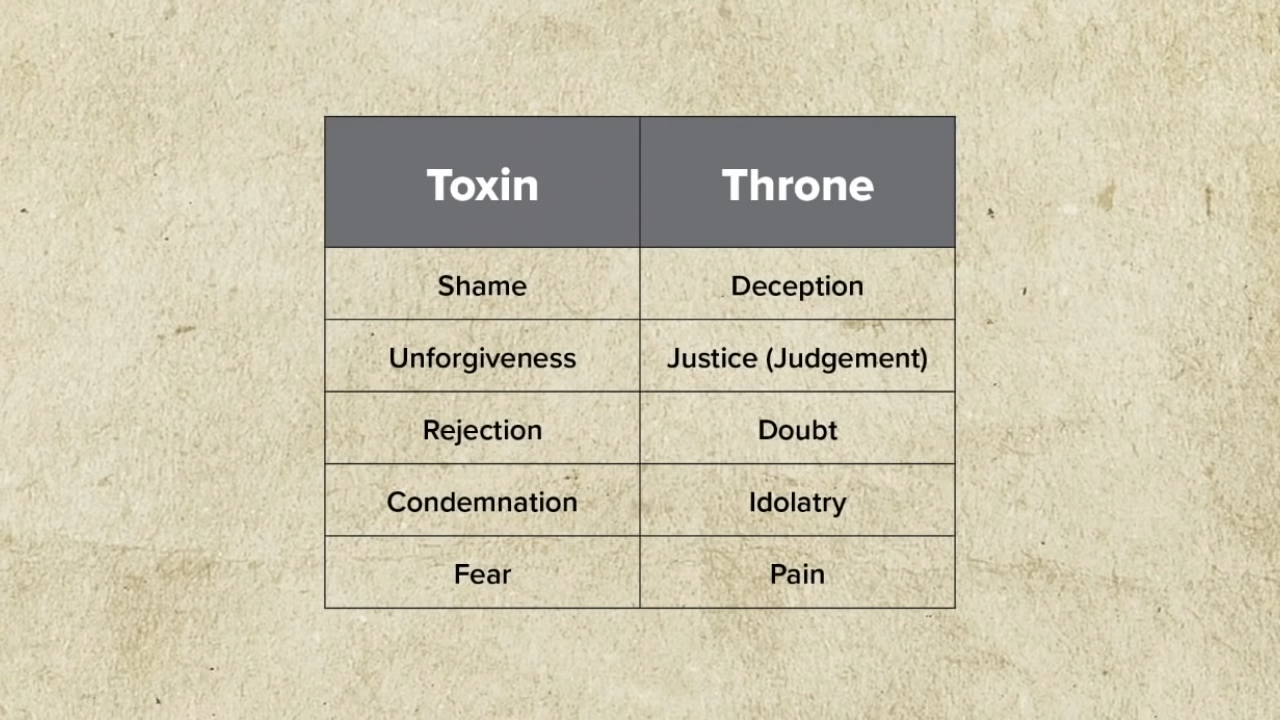 Toxin Throne
Shame Deception
Unforgiveness Justice (Judgement)
Rejection Doubt
Condemnation Idolatry
Fear Pain